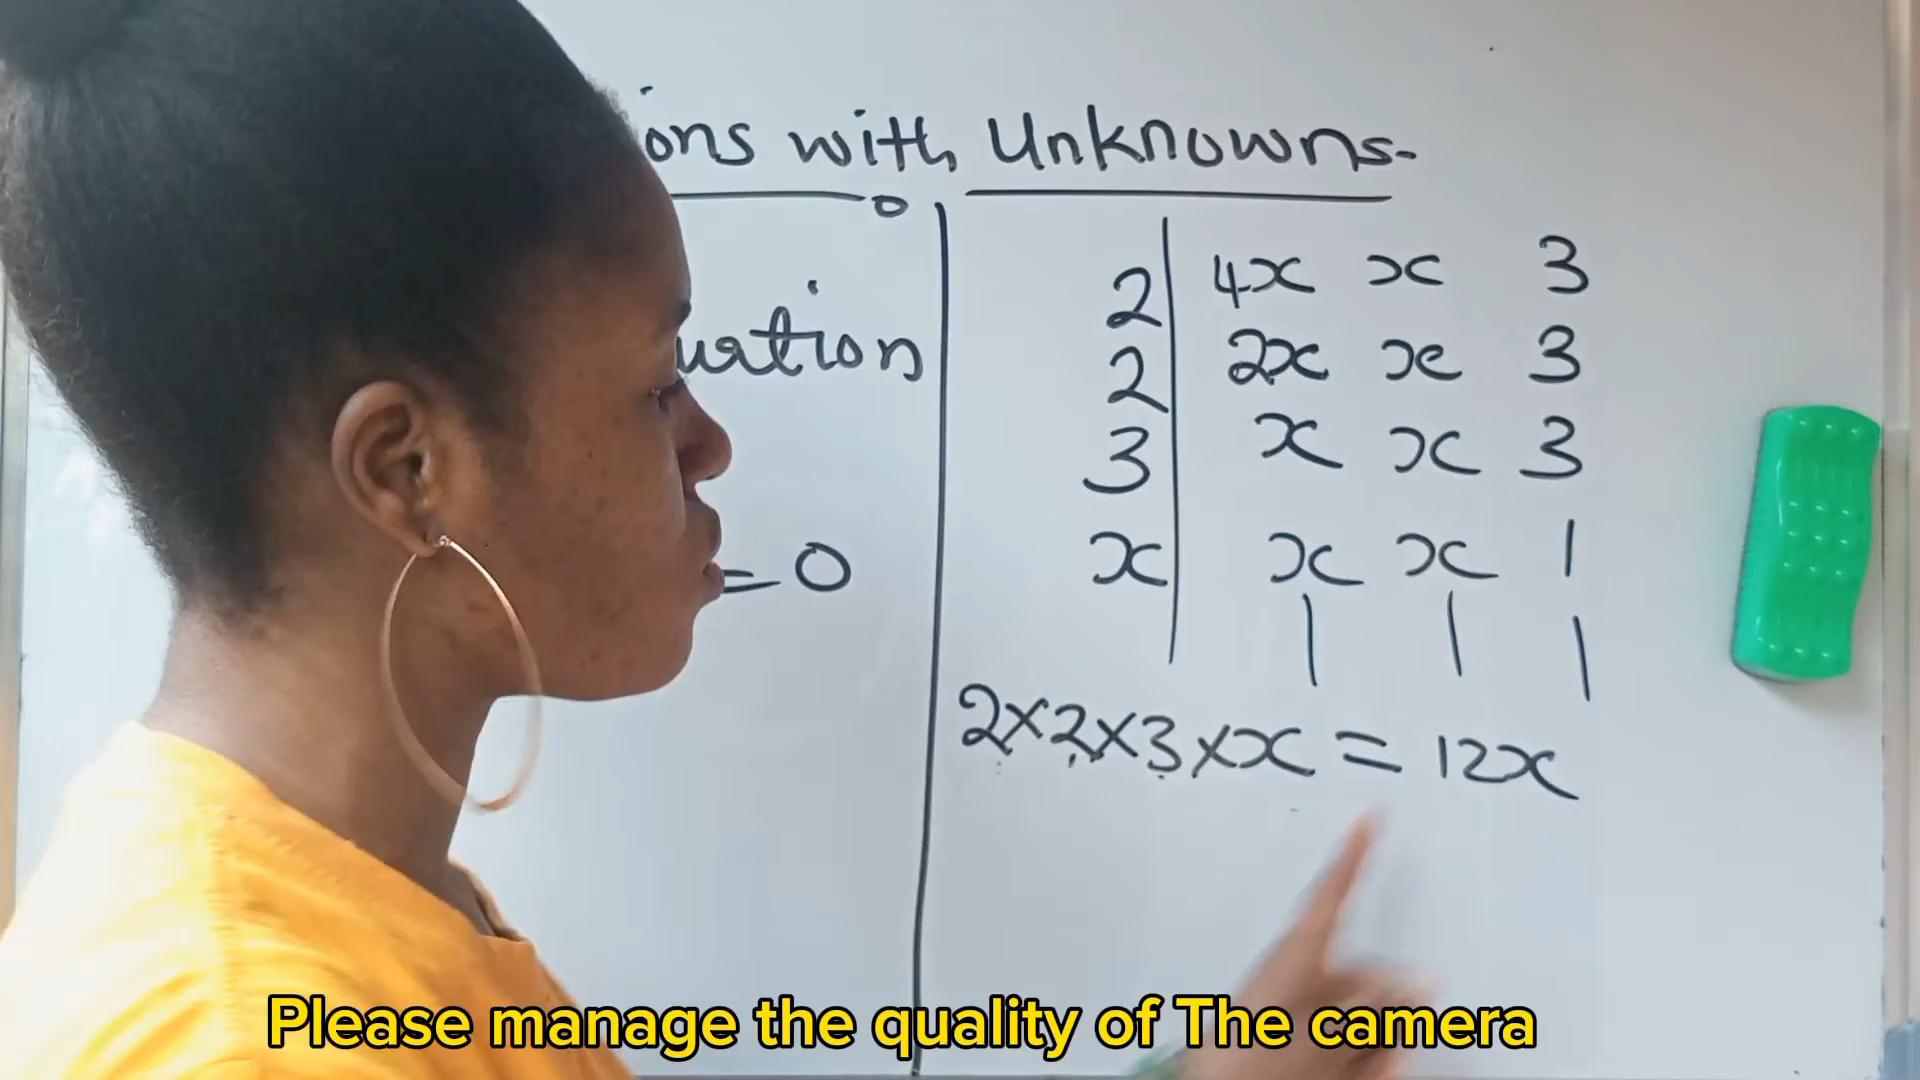 ions with Unknowns.
uation
= 0
2 | 4x x 3
2 | 2x x 3
3 | x x 3
x | x x 1
1 1 1
2×2×3×x = 12x
Please manage the quality of The camera